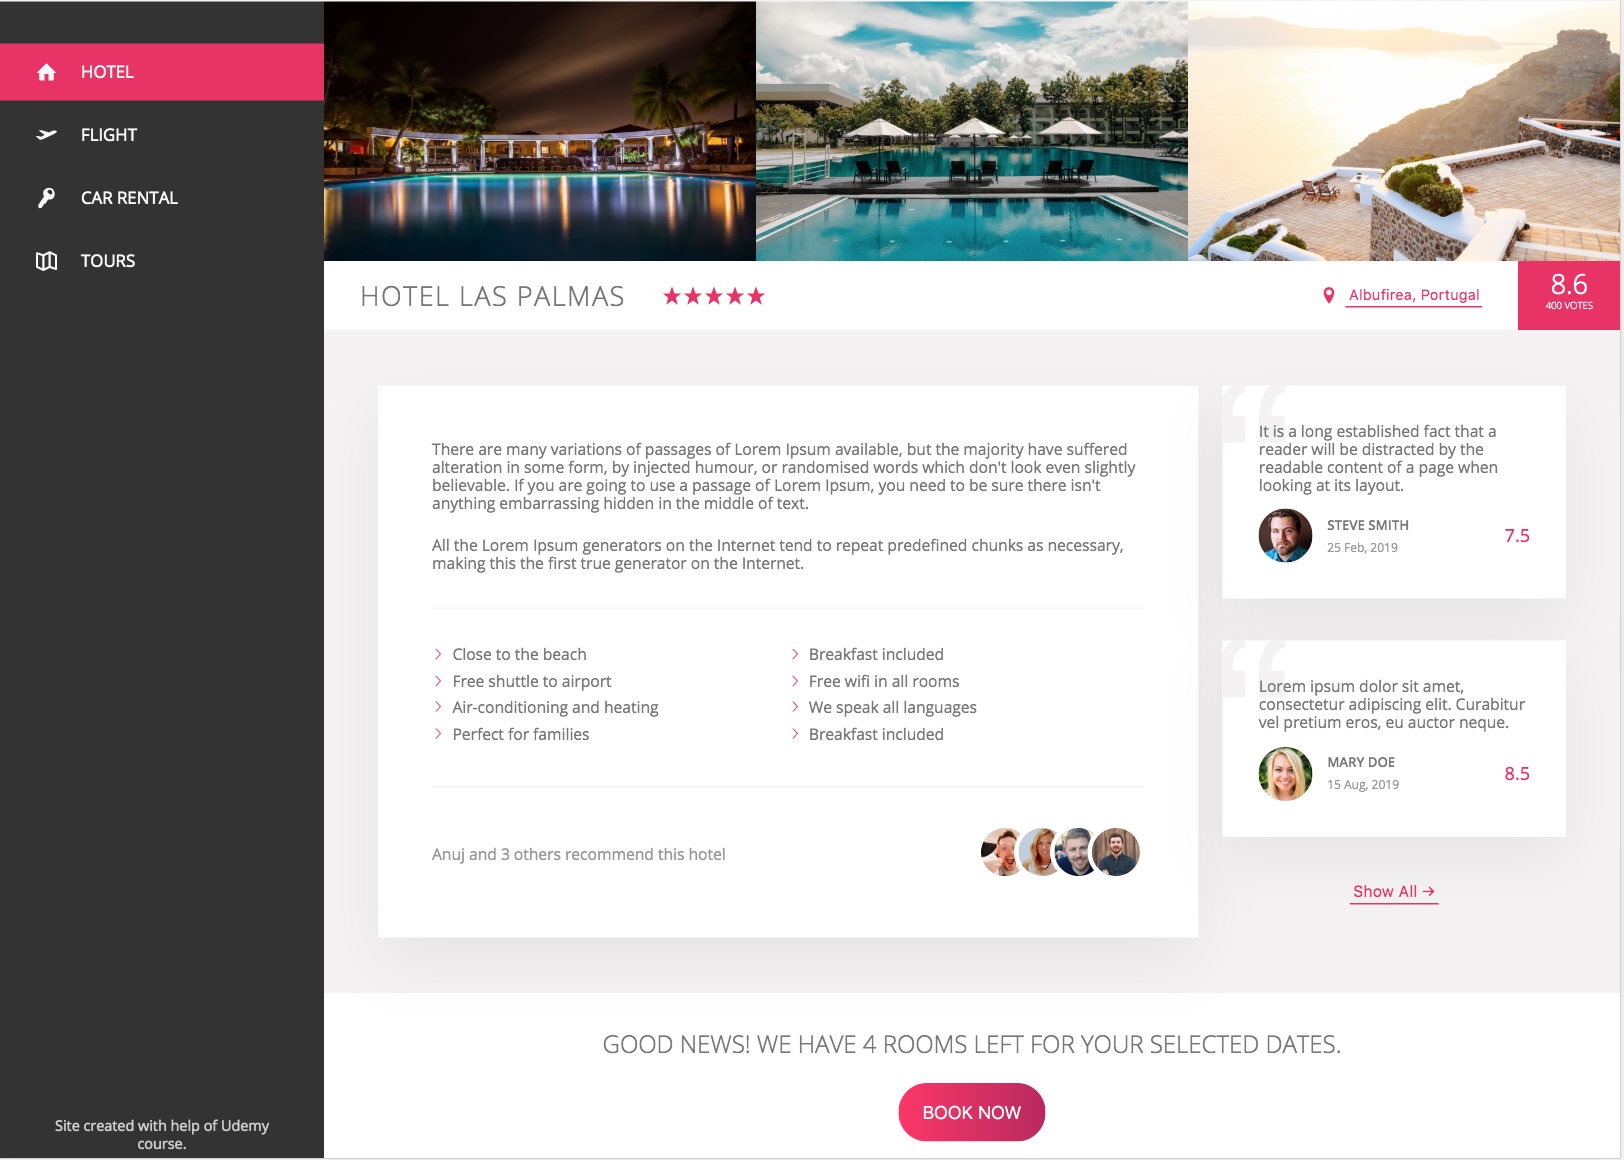 HOTEL
FLIGHT
CAR RENTAL
TOURS
Site created with help of Udemy
course.
HOTEL LAS PALMAS
Albufirea, Portugal
8.6
400 VOTES
There are many variations of passages of Lorem Ipsum available, but the majority have suffered
alteration in some form, by injected humour, or randomised words which don't look even slightly
believable. If you are going to use a passage of Lorem Ipsum, you need to be sure there isn't
anything embarrassing hidden in the middle of text.
All the Lorem Ipsum generators on the Internet tend to repeat predefined chunks as necessary,
making this the first true generator on the Internet.
Close to the beach
Free shuttle to airport
Air-conditioning and heating
Perfect for families
Breakfast included
Free wifi in all rooms
We speak all languages
Breakfast included
Anuj and 3 others recommend this hotel
“
It is a long established fact that a
reader will be distracted by the
readable content of a page when
looking at its layout.
STEVE SMITH
25 Feb, 2019
7.5
“
Lorem ipsum dolor sit amet,
consectetur adipiscing elit. Curabitur
vel pretium eros, eu auctor neque.
MARY DOE
15 Aug, 2019
8.5
Show All →
GOOD NEWS! WE HAVE 4 ROOMS LEFT FOR YOUR SELECTED DATES.
BOOK NOW